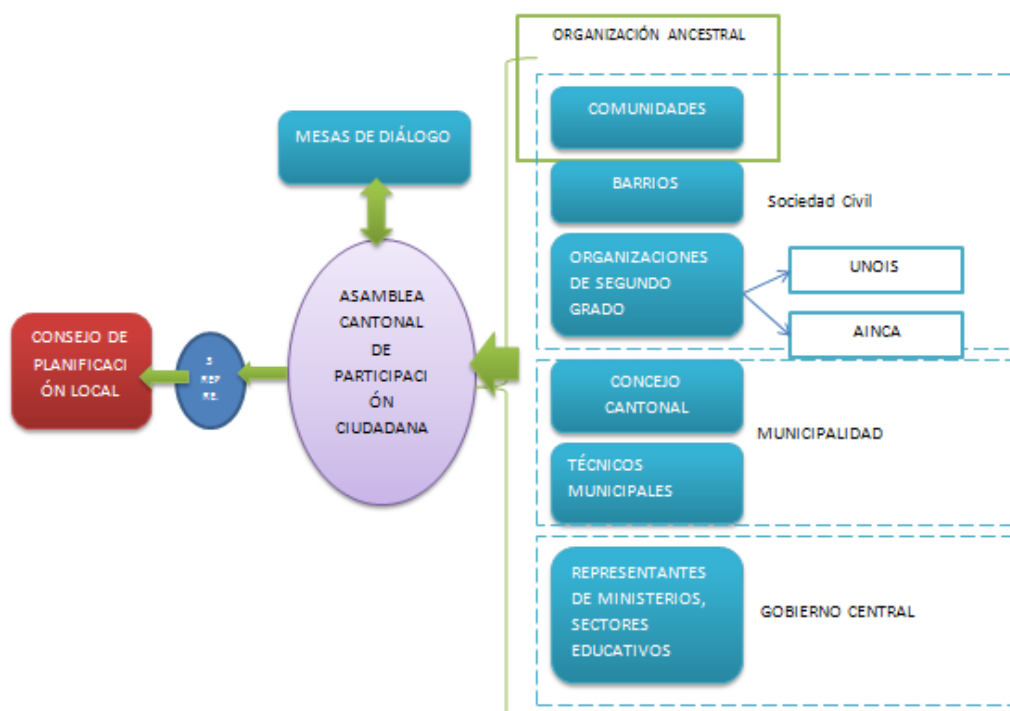 ORGANIZACIÓN ANCESTRAL
COMUNIDADES
MESAS DE DIÁLOGO
BARRIOS
Sociedad Civil
ORGANIZACIONES
DE SEGUNDO
GRADO
UNOIS
AINCA
ASAMBLEA
CANTONAL
DE
PARTICIPACI
ÓN
CIUDADANA
CONSEJO DE
PLANIFICACI
ÓN LOCAL
REP
RE.
CONCEJO
CANTONAL
MUNICIPALIDAD
TÉCNICOS
MUNICIPALES
REPRESENTANTES
DE MINISTERIOS,
SECTORES
EDUCATIVOS
GOBIERNO CENTRAL